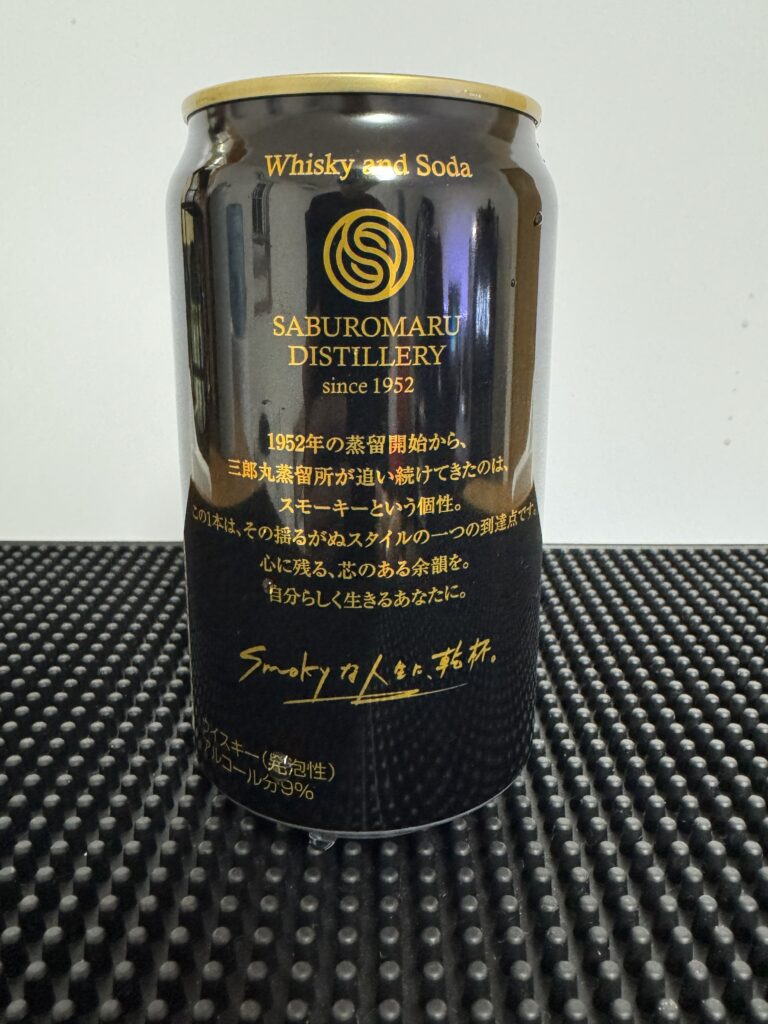 Whisky and Soda
SABUROMARU
DISTILLERY
since 1952
1952年の蒸留開始から、
三郎丸蒸留所が追い続けてきたのは、
スモーキーという個性。
この1本は、その揺るがぬスタイルの一つの到達点です。
心に残る、芯のある余韻を。
自分らしく生きるあなたに。
Smokyな人生に、乾杯。
ウイスキー(発泡性)
アルコール分9%